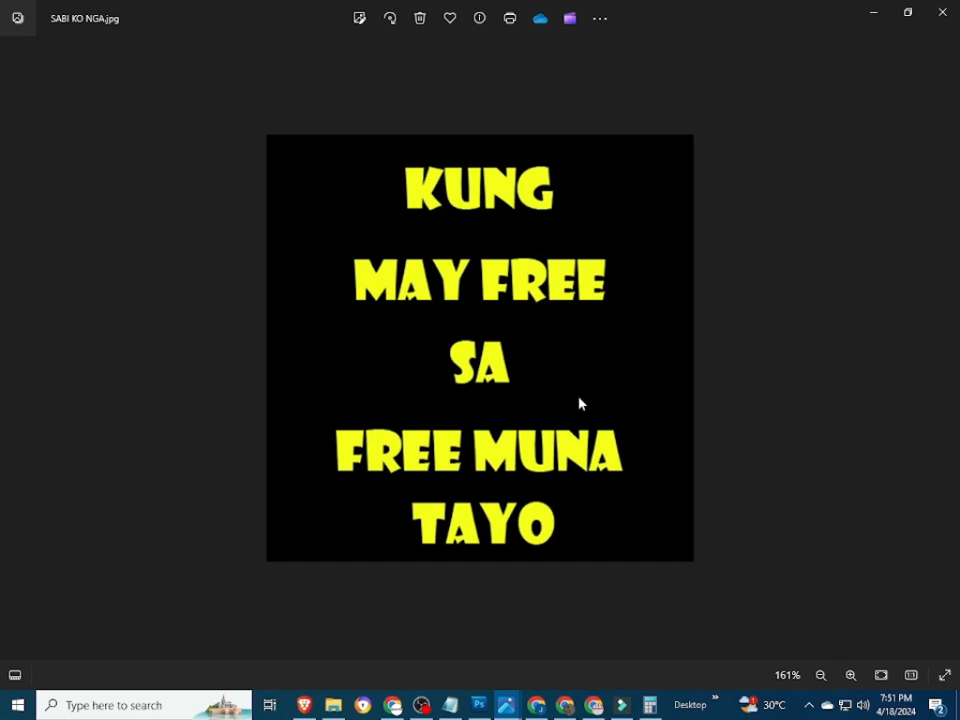 SABI KO NGA.jpg
KUNG
MAY FREE
SA
FREE MUNA
TAYO
161%
Type here to search
Desktop
30°C
7:51 PM
4/18/2024
2